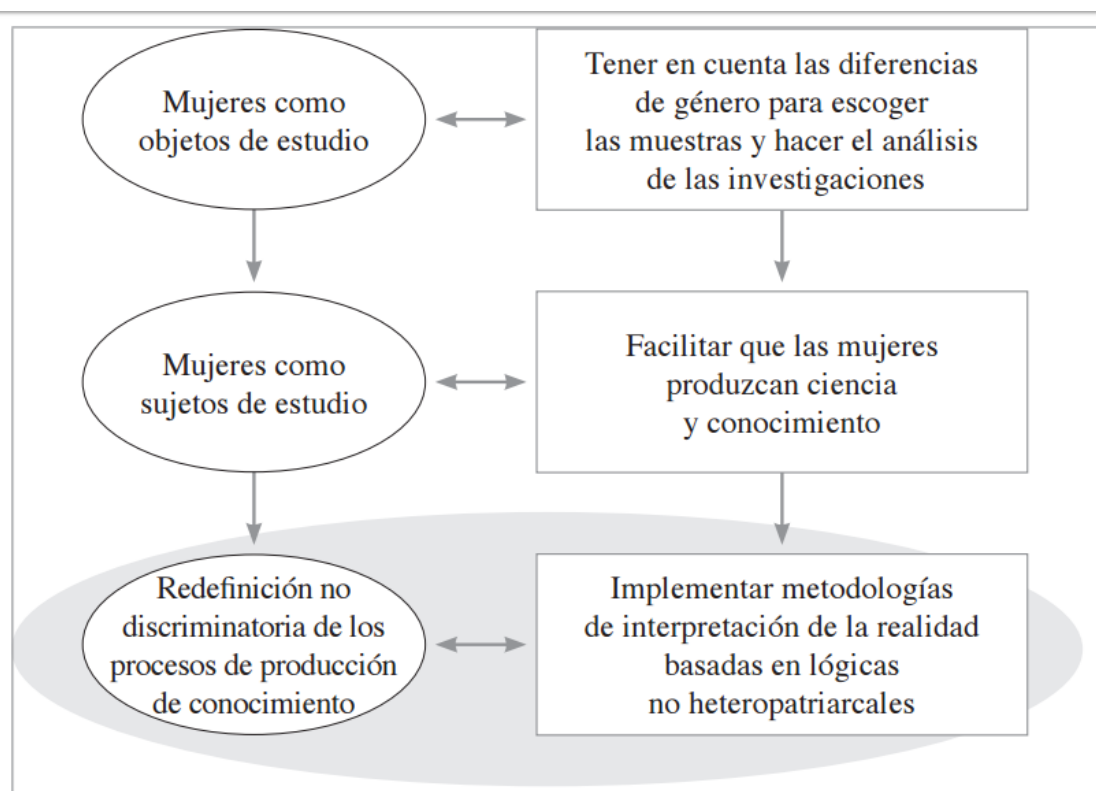 Mujeres como
objetos de estudio
Tener en cuenta las diferencias
de género para escoger
las muestras y hacer el análisis
de las investigaciones
Mujeres como
sujetos de estudio
Facilitar que las mujeres
produzcan ciencia
y conocimiento
Redefinición no
discriminatoria de los
procesos de producción
de conocimiento
Implementar metodologías
de interpretación de la realidad
basadas en lógicas
no heteropatriarcales